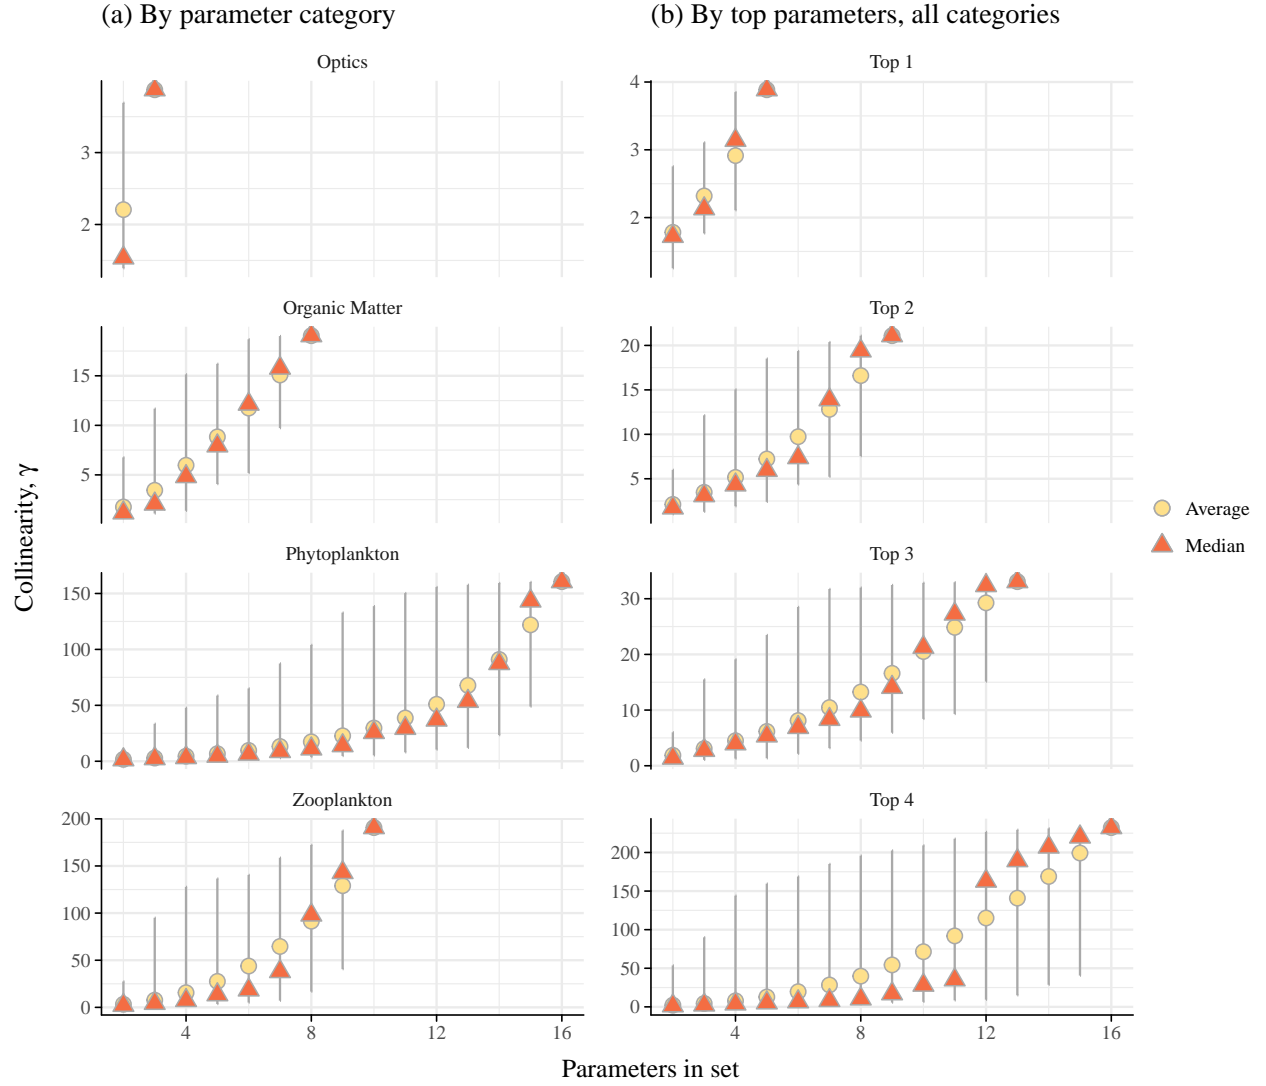 (a) By parameter category
(b) By top parameters, all categories
Optics
3
2
Top 1
4
3
2
Organic Matter
15
10
5
Top 2
20
15
10
5
Phytoplankton
150
100
50
0
Top 3
30
20
10
0
Zooplankton
200
150
100
50
0
4
8
12
16
Top 4
200
150
100
50
0
4
8
12
16
Collinearity, γ
Parameters in set
Average
Median